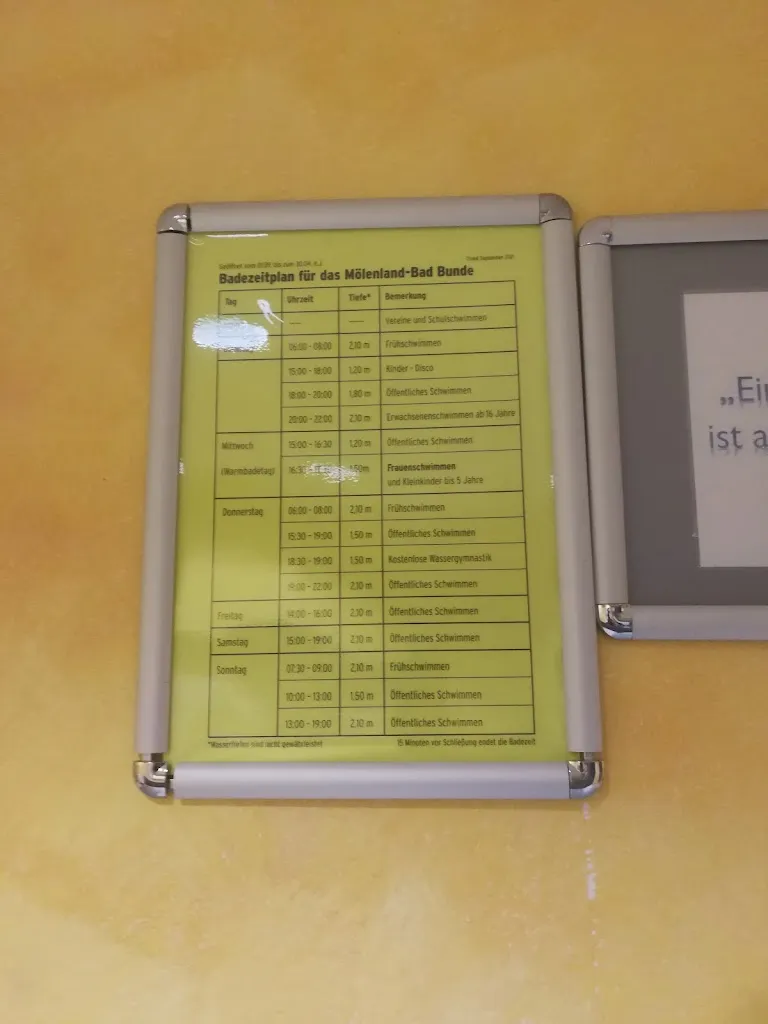 Badezeitplan für das Mölenland-Bad Bunde
Tag Uhrzeit Tiefe* Bemerkung
---- ---- Vereine und Schulschwimmen
06:00 - 08:00 2,10 m Frühschwimmen
15:00 - 18:00 1,20 m Kinder - Disco
18:00 - 20:00 1,80 m Öffentliches Schwimmen
20:00 - 22:00 2,10 m Erwachsenenschwimmen ab 16 Jahre
Mittwoch 15:00 - 16:30 1,20 m Öffentliches Schwimmen
(Warmbadetag) Frauenschwimmen
und Kleinkinder bis 5 Jahre
Donnerstag 06:00 - 08:00 2,10 m Frühschwimmen
15:30 - 19:00 1,50 m Öffentliches Schwimmen
18:30 - 19:00 1,50 m Kostenlose Wassergymnastik
19:00 - 22:00 2,10 m Öffentliches Schwimmen
Freitag 14:00 - 16:00 2,10 m Öffentliches Schwimmen
Samstag 15:00 - 19:00 2,10 m Öffentliches Schwimmen
Sonntag 07:30 - 09:00 2,10 m Frühschwimmen
10:00 - 13:00 1,50 m Öffentliches Schwimmen
13:00 - 19:00 2,10 m Öffentliches Schwimmen
*Wassertiefen sind nicht gewährleistet 15 Minuten vor Schließung endet die Badezeit
„Ein
ist a